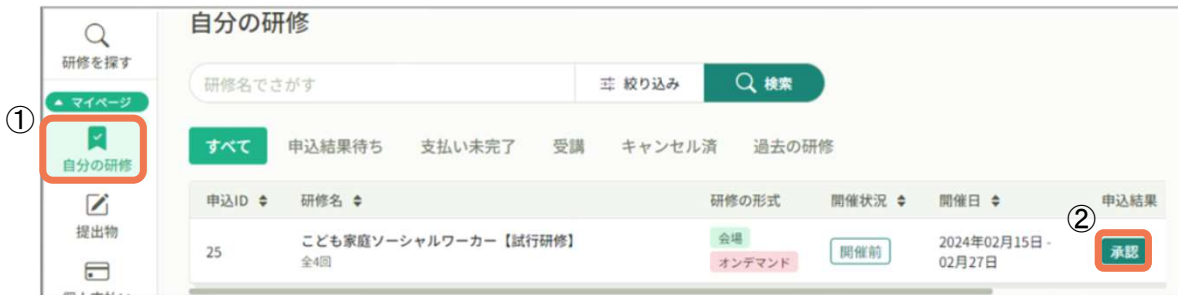 自分の研修
研修を探す
研修名でさがす
絞り込み
検索
▲ マイページ
①
自分の研修
すべて 申込結果待ち 支払い未完了 受講 キャンセル済 過去の研修
申込ID 研修名 研修の形式 開催状況 開催日 申込結果
提出物
②
25
こども家庭ソーシャルワーカー【試行研修】
全4回
会場
オンデマンド
開催前
2024年02月15日 -
02月27日
承認